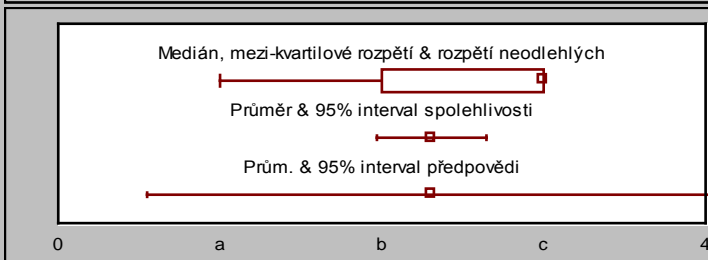 Medián, mezi-kvartilové rozpětí & rozpětí neodlehlých
Průměr & 95% interval spolehlivosti
Prům. & 95% interval předpovědi
0 a b c 4